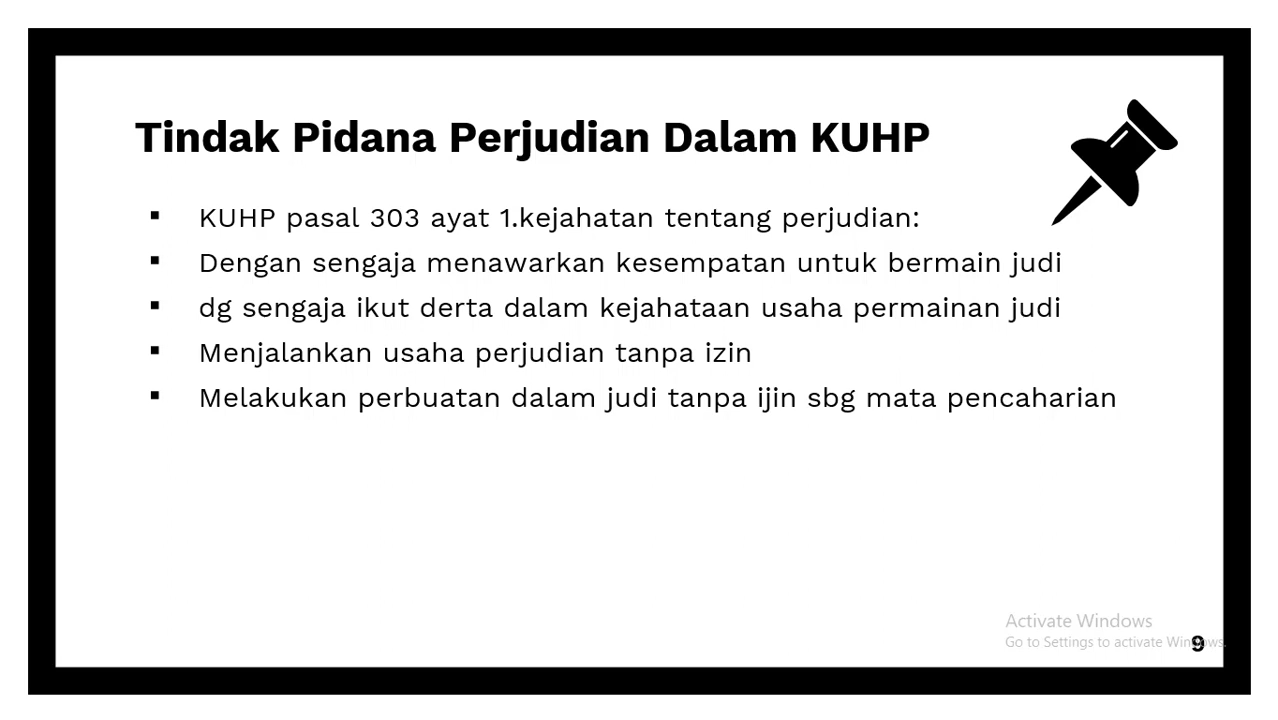 Tindak Pidana Perjudian Dalam KUHP
▪ KUHP pasal 303 ayat 1.kejahatan tentang perjudian:
▪ Dengan sengaja menawarkan kesempatan untuk bermain judi
▪ dg sengaja ikut derta dalam kejahataan usaha permainan judi
▪ Menjalankan usaha perjudian tanpa izin
▪ Melakukan perbuatan dalam judi tanpa ijin sbg mata pencaharian
Activate Windows
Go to Settings to activate Windows.
9